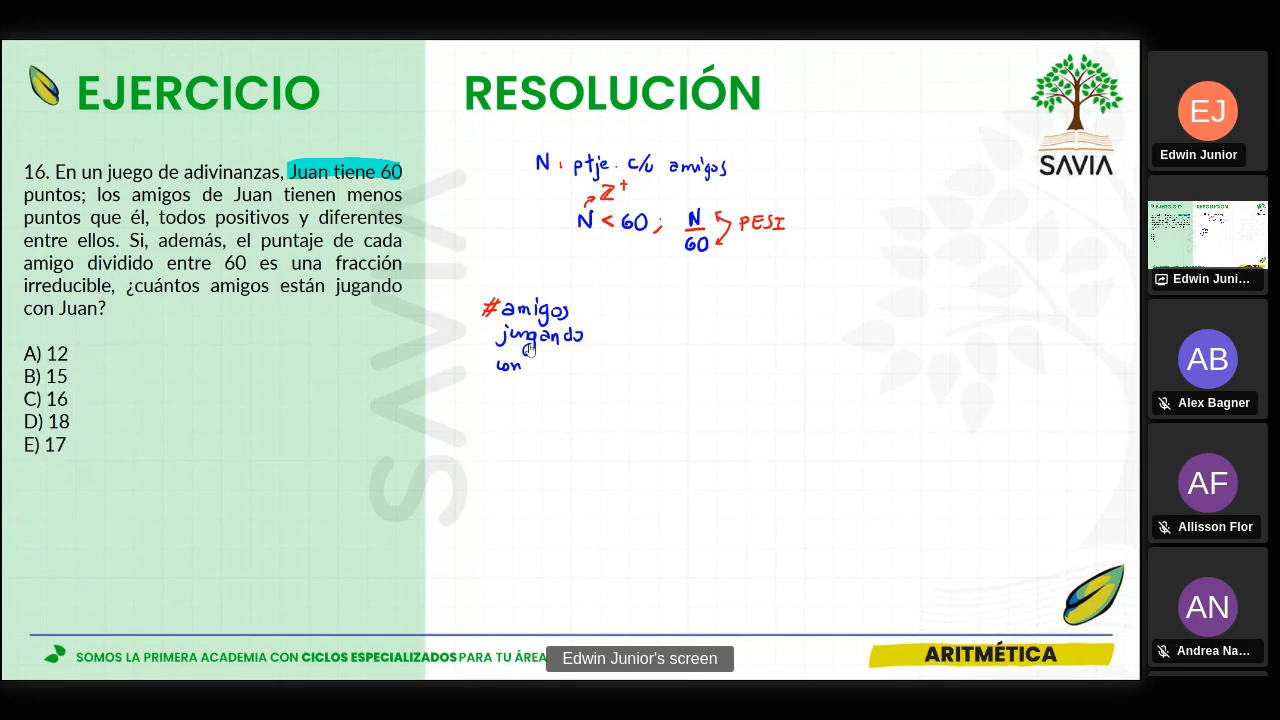 EJERCICIO
RESOLUCIÓN
SAVIA
16. En un juego de adivinanzas, Juan tiene 60
puntos; los amigos de Juan tienen menos
puntos que él, todos positivos y diferentes
entre ellos. Si, además, el puntaje de cada
amigo dividido entre 60 es una fracción
irreducible, ¿cuántos amigos están jugando
con Juan?
A) 12
B) 15
C) 16
D) 18
E) 17
N : ptje. c/u amigos
Z+
N < 60 ; N/60 PESI
#amigos
jungando
con
SAVIA
SOMOS LA PRIMERA ACADEMIA CON CICLOS ESPECIALIZADOS PARA TU ÁREA
Edwin Junior's screen
ARITMÉTICA
EJ
Edwin Junior
Edwin Juni...
AB
Alex Bagner
AF
Allisson Flor
AN
Andrea Na...